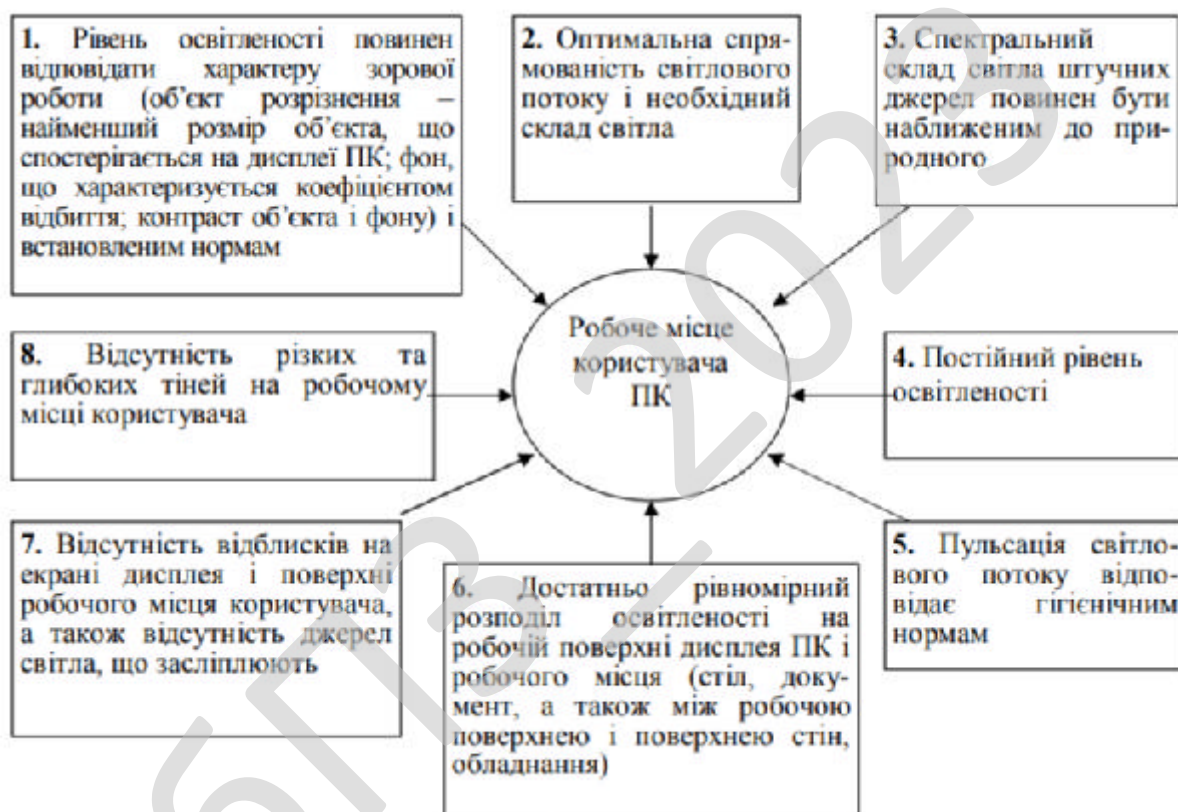 1. Рівень освітленості повинен
відповідати характеру зорової
роботи (об’єкт розрізнення –
найменший розмір об’єкта, що
спостерігається на дисплеї ПК; фон,
що характеризується коефіцієнтом
відбиття; контраст об’єкта і фону) і
встановленим нормам
2. Оптимальна спря-
мованість світлового
потоку і необхідний
склад світла
3. Спектральний
склад світла штучних
джерел повинен бути
наближеним до при-
родного
Робоче місце
користувача
ПК
8. Відсутність різких та
глибоких тіней на робочому
місці користувача
4. Постійний рівень
освітленості
7. Відсутність відблисків на
екрані дисплея і поверхні
робочого місця користувача,
а також відсутність джерел
світла, що засліплюють
6. Достатньо рівномірний
розподіл освітленості на
робочій поверхні дисплея ПК і
робочого місця (стіл, доку-
мент, а також між робочою
поверхнею і поверхнею стін,
обладнання)
5. Пульсація світло-
вого потоку відпо-
відає гігієнічним
нормам